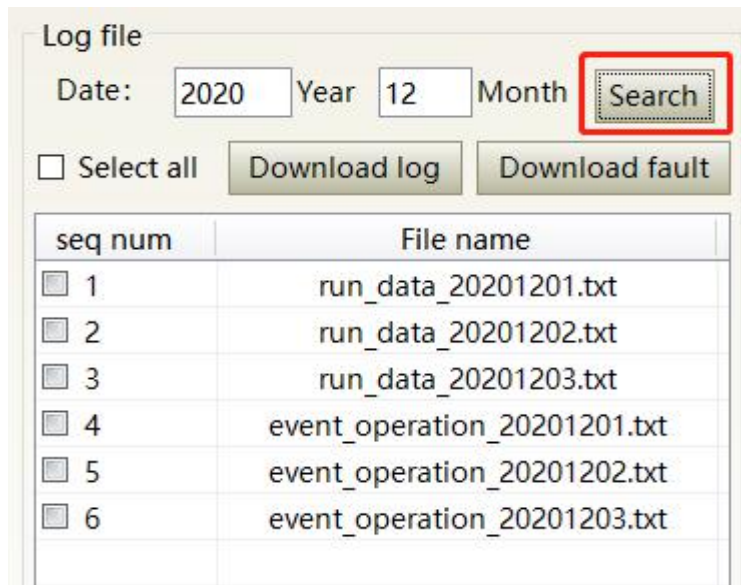 Log file
Date: 2020 Year 12 Month Search
Select all Download log Download fault
seq num File name
1 run_data_20201201.txt
2 run_data_20201202.txt
3 run_data_20201203.txt
4 event_operation_20201201.txt
5 event_operation_20201202.txt
6 event_operation_20201203.txt